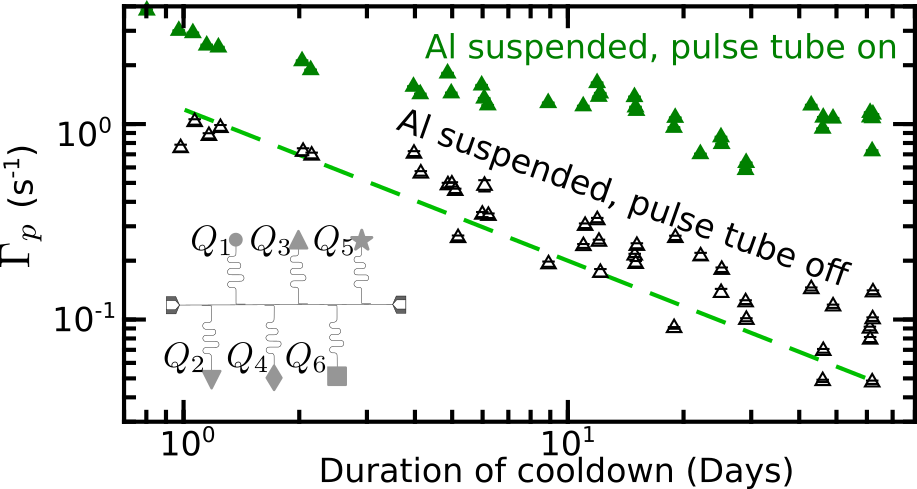 Al suspended, pulse tube on
Al suspended, pulse tube off
10⁰
10⁻¹
Γₚ (s⁻¹)
Q1 Q3 Q5
Q2 Q4 Q6
10⁰ 10¹
Duration of cooldown (Days)